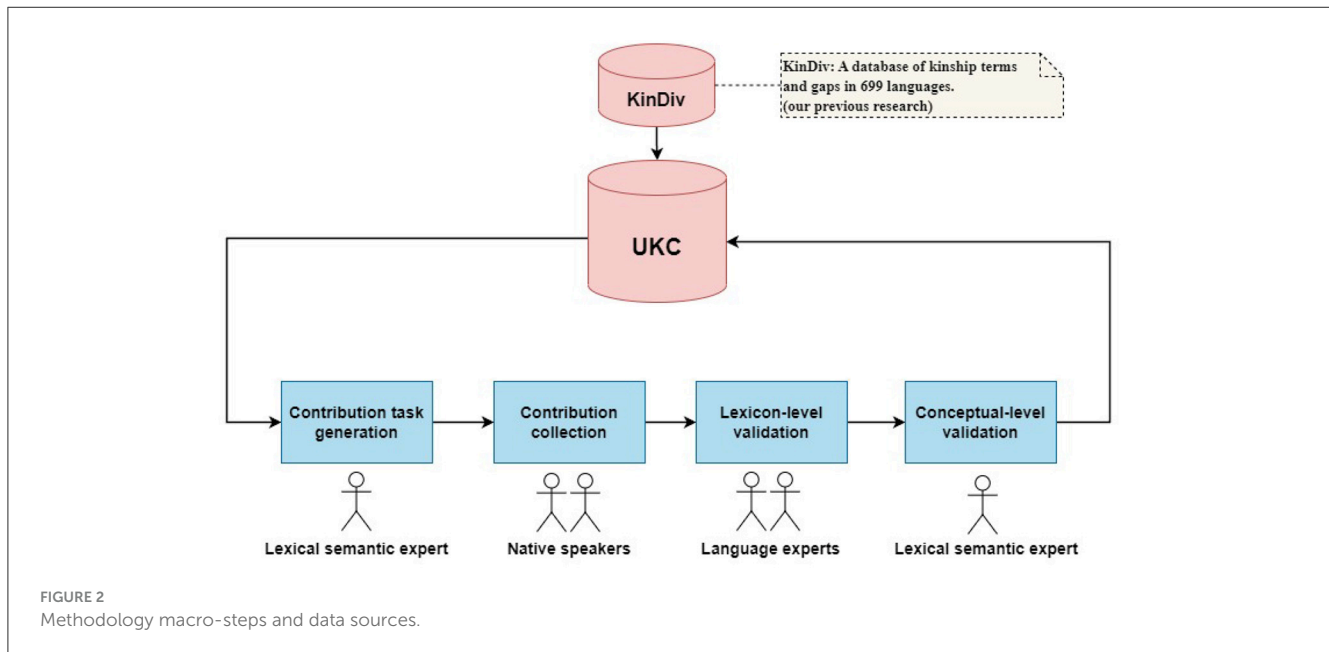 KinDiv
KinDiv: A database of kinship terms
and gaps in 699 languages.
(our previous research)
UKC
Contribution task
generation
Contribution
collection
Lexicon-level
validation
Conceptual-level
validation
Lexical semantic expert
Native speakers
Language experts
Lexical semantic expert
FIGURE 2
Methodology macro-steps and data sources.